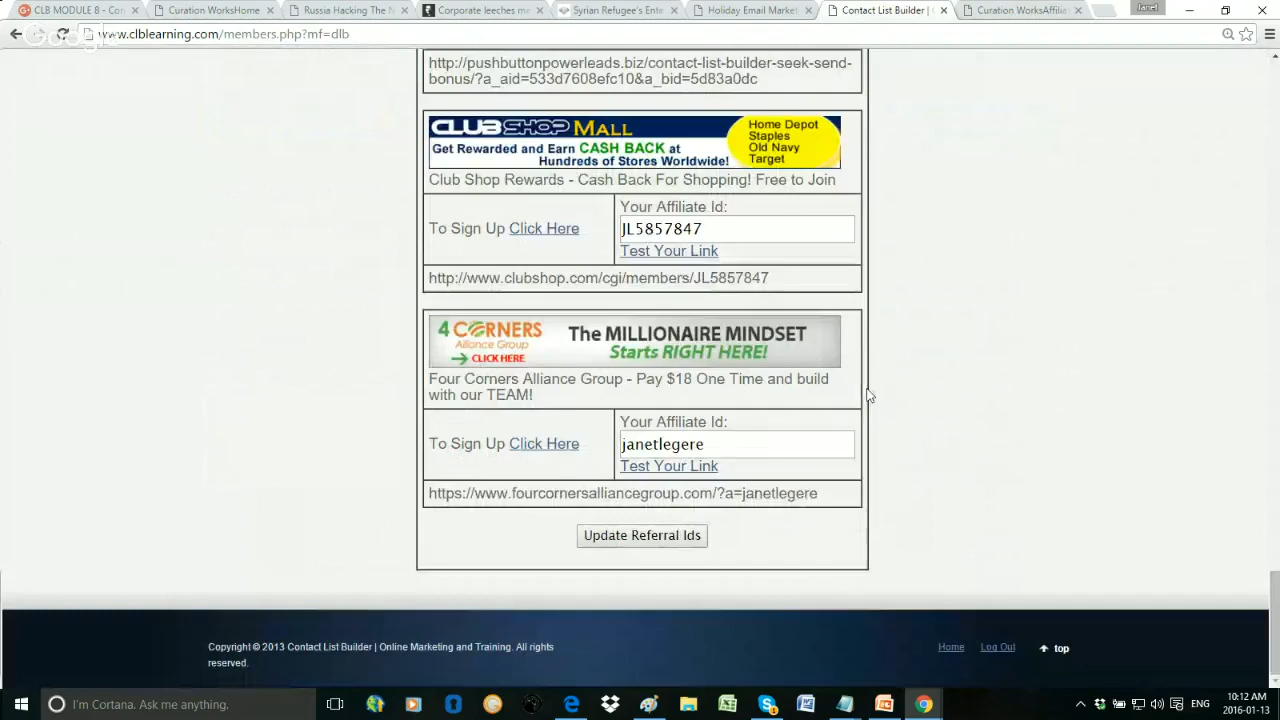 CLB MODULE 8 - Con
Curation WorksHome
Russia Hacking The N
Corporate leeches me
Syrian Refugee's Ente
Holiday Email Market
Contact List Builder |
Curation WorksAffiliat
Janet
www.clblearning.com/members.php?mf=dlb
http://pushbuttonpowerleads.biz/contact-list-builder-seek-send-
bonus/?a_aid=533d7608efc10&a_bid=5d83a0dc
CLUBSHOP MALL
Get Rewarded and Earn CASH BACK at
Hundreds of Stores Worldwide!
Home Depot
Staples
Old Navy
Target
Club Shop Rewards - Cash Back For Shopping! Free to Join
To Sign Up Click Here
Your Affiliate Id:
JL5857847
Test Your Link
http://www.clubshop.com/cgi/members/JL5857847
4 CORNERS
Alliance Group
CLICK HERE
The MILLIONAIRE MINDSET
Starts RIGHT HERE!
Four Corners Alliance Group - Pay $18 One Time and build
with our TEAM!
To Sign Up Click Here
Your Affiliate Id:
janetlegere
Test Your Link
https://www.fourcornersalliancegroup.com/?a=janetlegere
Update Referral Ids
Copyright © 2013 Contact List Builder | Online Marketing and Training. All rights
reserved.
Home
Log Out
top
I'm Cortana. Ask me anything.
ENG
10:12 AM
2016-01-13